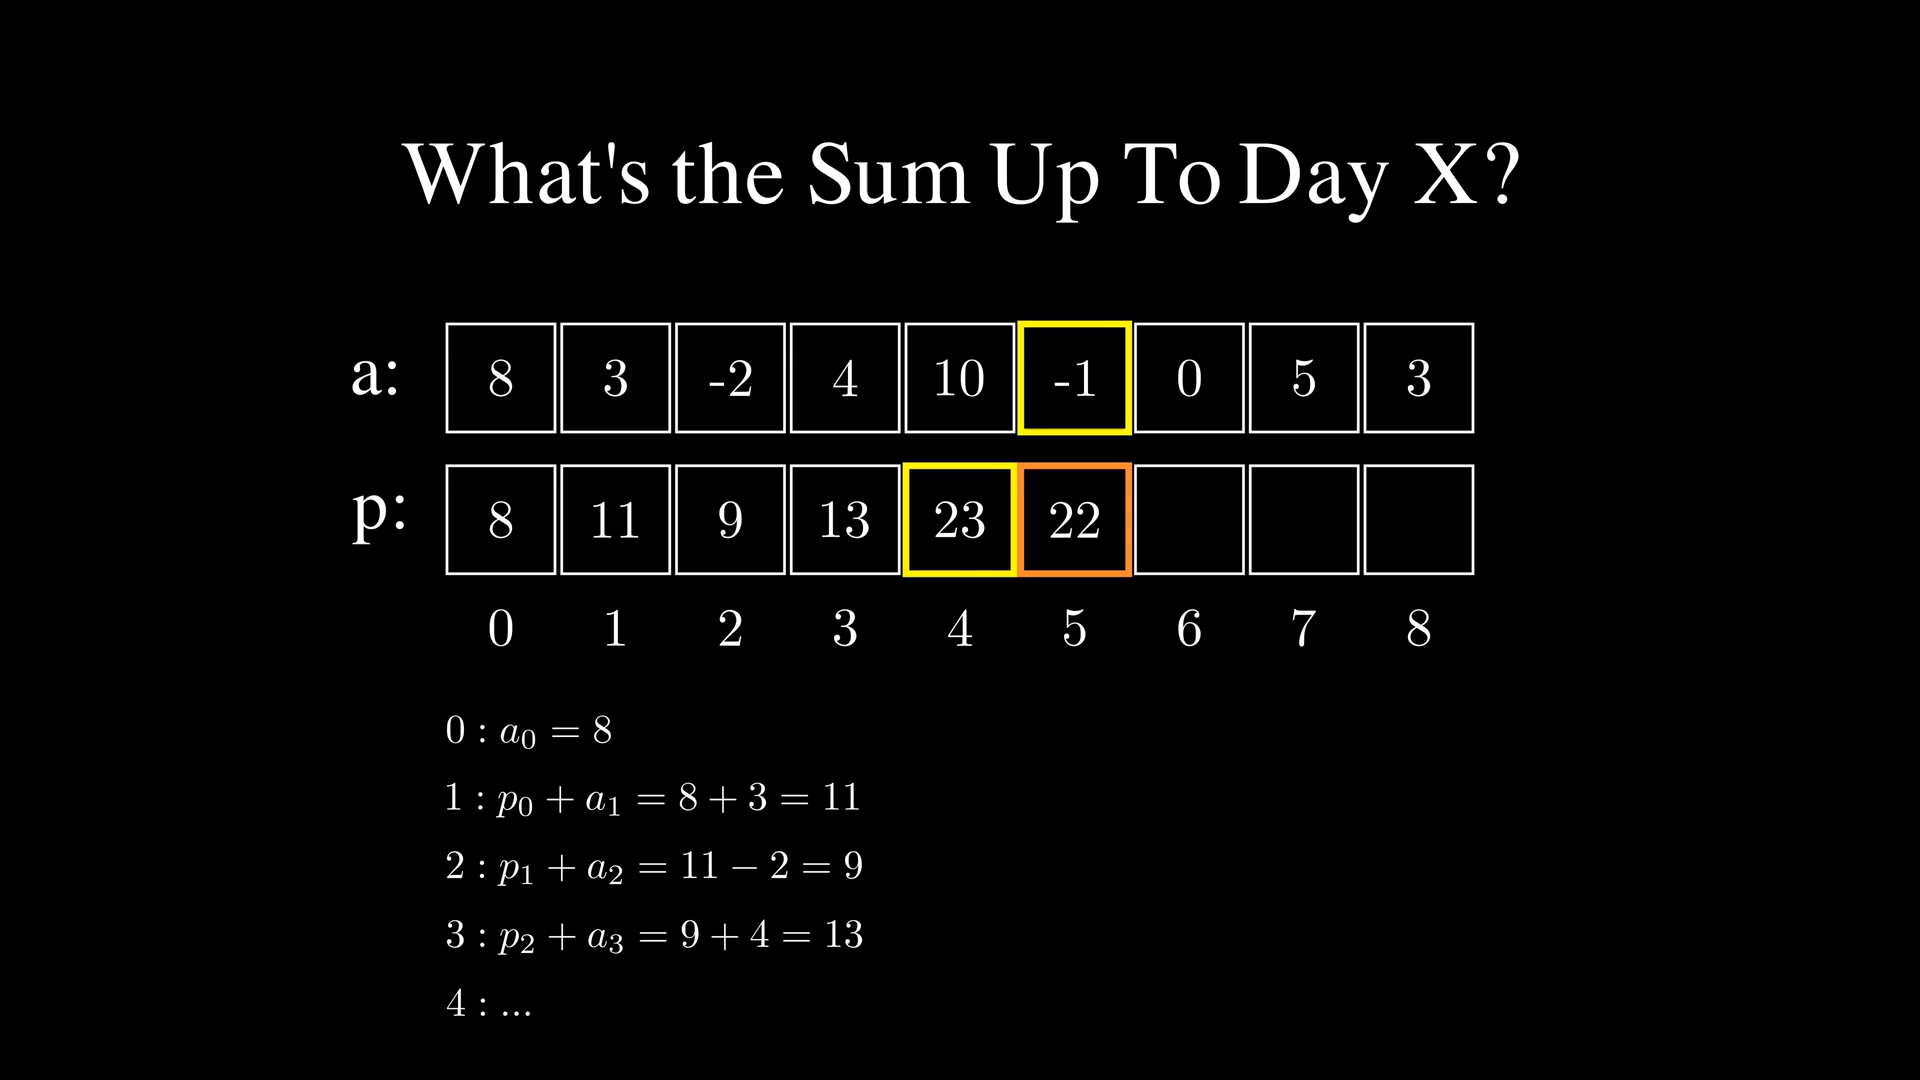 What's the Sum Up To Day X?
a: 8 3 -2 4 10 -1 0 5 3
p: 8 11 9 13 23 22
0 1 2 3 4 5 6 7 8
0 : a₀ = 8
1 : p₀ + a₁ = 8 + 3 = 11
2 : p₁ + a₂ = 11 − 2 = 9
3 : p₂ + a₃ = 9 + 4 = 13
4 : ...